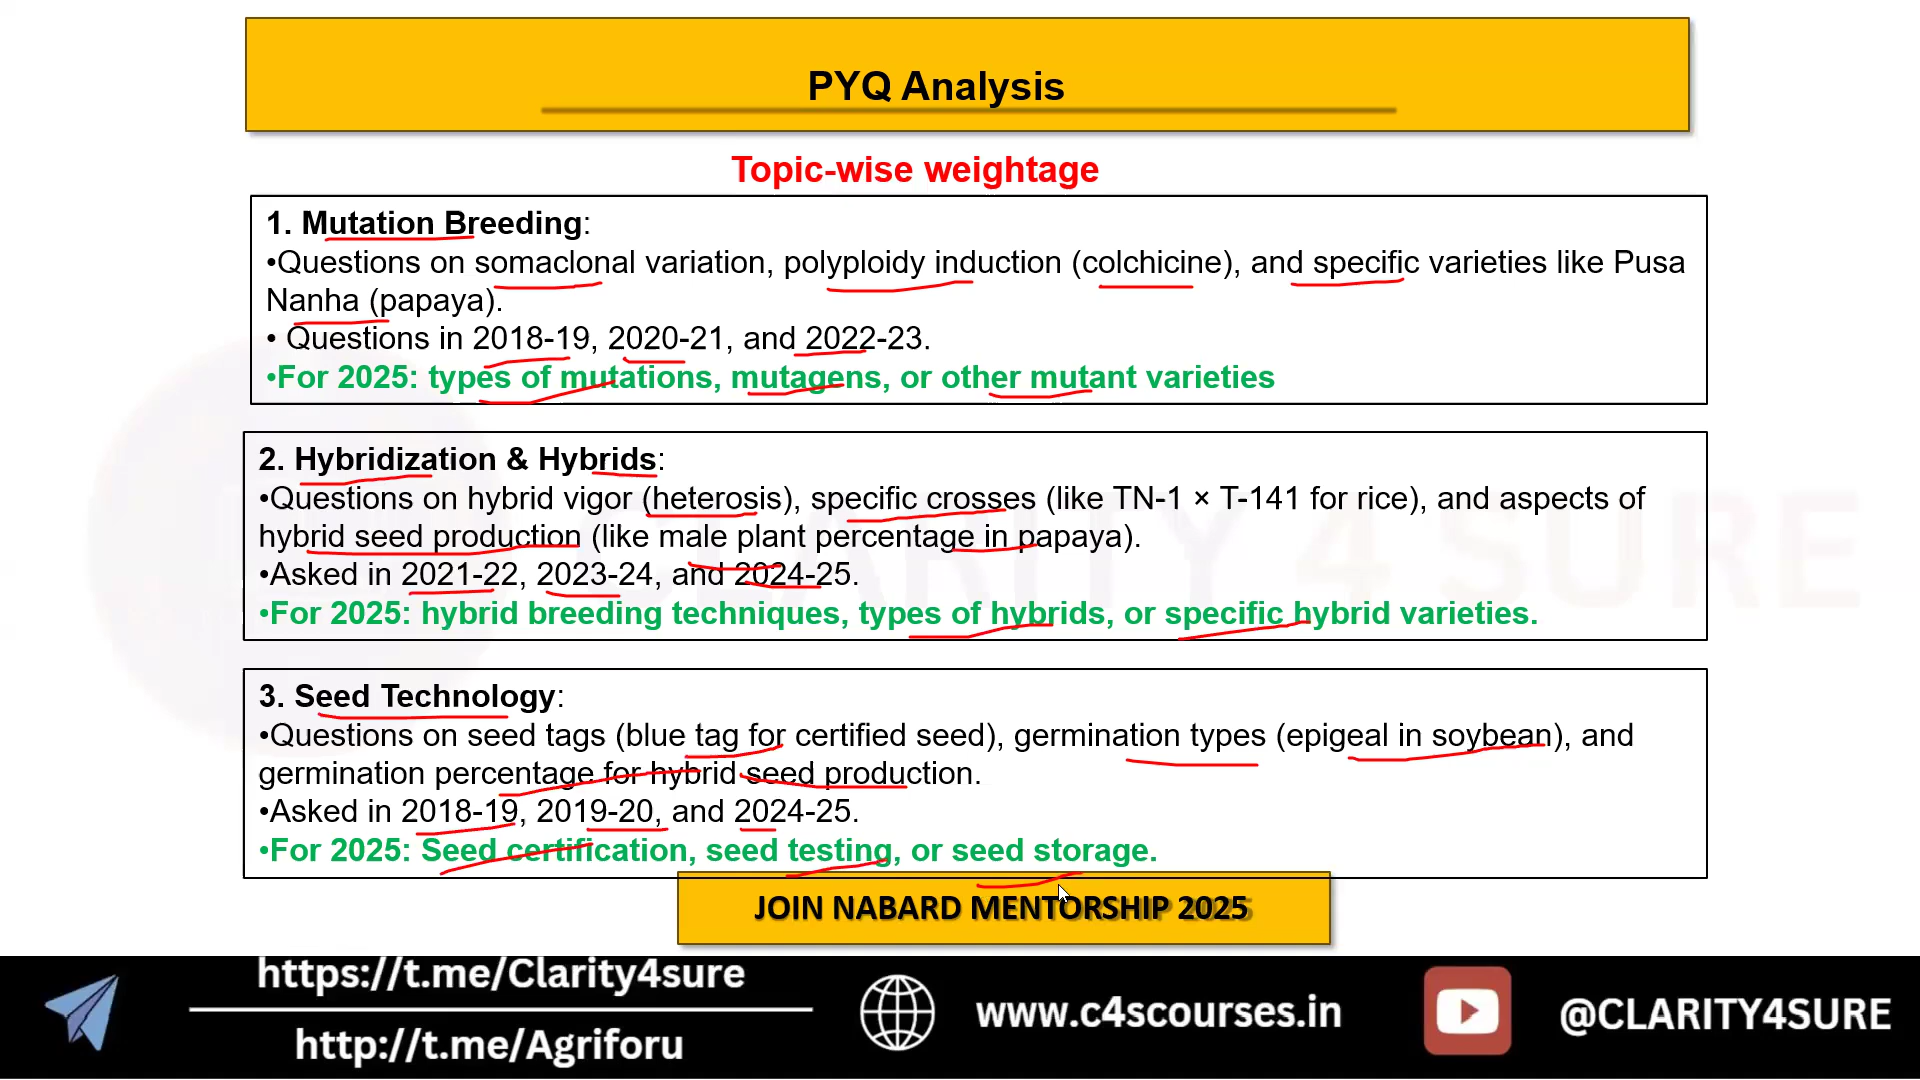 PYQ Analysis
Topic-wise weightage
1. Mutation Breeding:
•Questions on somaclonal variation, polyploidy induction (colchicine), and specific varieties like Pusa
Nanha (papaya).
• Questions in 2018-19, 2020-21, and 2022-23.
•For 2025: types of mutations, mutagens, or other mutant varieties
2. Hybridization & Hybrids:
•Questions on hybrid vigor (heterosis), specific crosses (like TN-1 × T-141 for rice), and aspects of
hybrid seed production (like male plant percentage in papaya).
•Asked in 2021-22, 2023-24, and 2024-25.
•For 2025: hybrid breeding techniques, types of hybrids, or specific hybrid varieties.
3. Seed Technology:
•Questions on seed tags (blue tag for certified seed), germination types (epigeal in soybean), and
germination percentage for hybrid seed production.
•Asked in 2018-19, 2019-20, and 2024-25.
•For 2025: Seed certification, seed testing, or seed storage.
CLARITY 4 SURE
JOIN NABARD MENTORSHIP 2025
https://t.me/Clarity4sure
http://t.me/Agriforu
www.c4scourses.in
@CLARITY4SURE